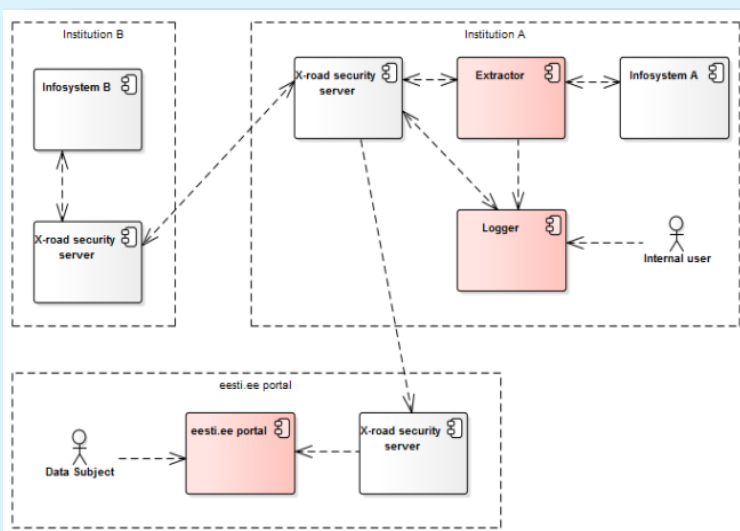 Institution B
Institution A
Infosystem B
X-road security
server
Extractor
Infosystem A
X-road security
server
Logger
Internal user
eesti.ee portal
Data Subject
eesti.ee portal
X-road security
server